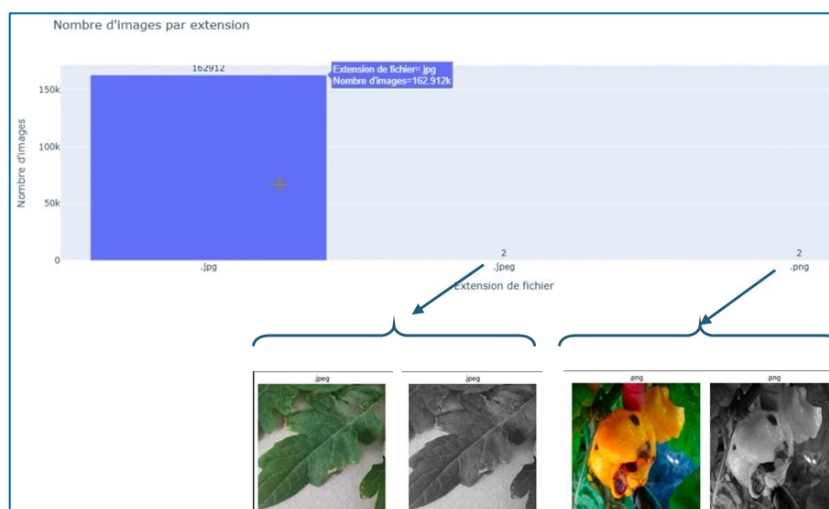 Nombre d'images par extension
162912
Extension de fichier=.jpg
Nombre d'images=162.912k
150k
100k
50k
0
Nombre d'images
2
2
.jpg
.jpeg
.png
Extension de fichier
.jpeg
.jpeg
.png
.png